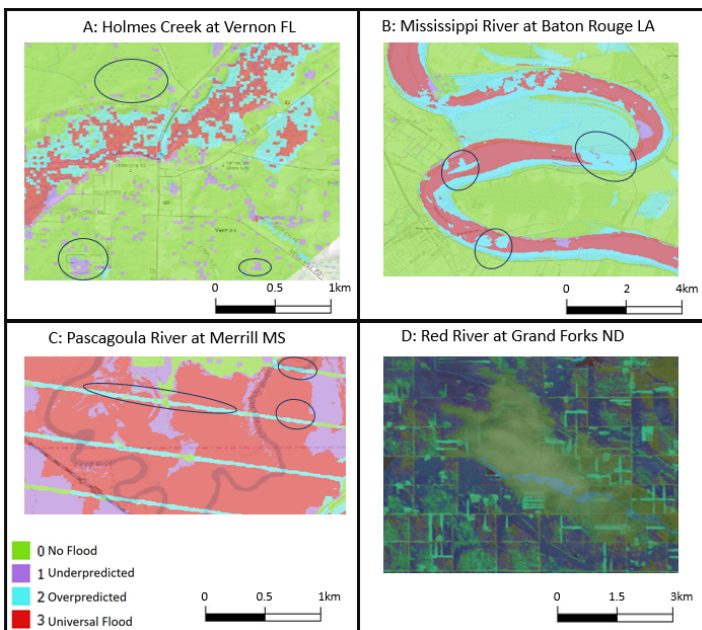 A: Holmes Creek at Vernon FL
B: Mississippi River at Baton Rouge LA
0 0.5 1km
0 2 4km
C: Pascagoula River at Merrill MS
D: Red River at Grand Forks ND
0 No Flood
1 Underpredicted
2 Overpredicted
3 Universal Flood
0 0.5 1km
0 1.5 3km